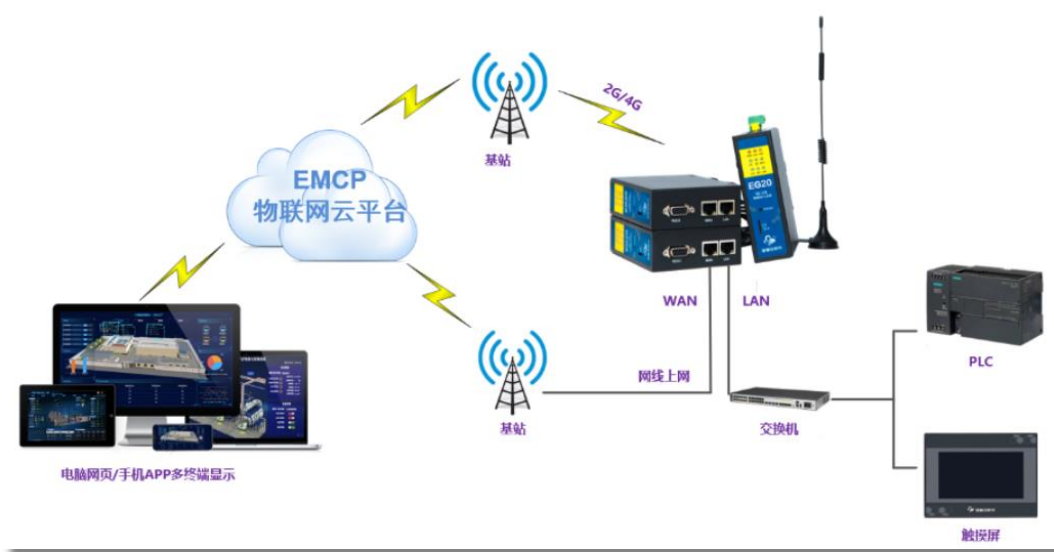 2G/4G
基站
EMCP
物联网云平台
EG20
WAN
LAN
PLC
网线上网
基站
交换机
电脑网页/手机APP多终端显示
触摸屏